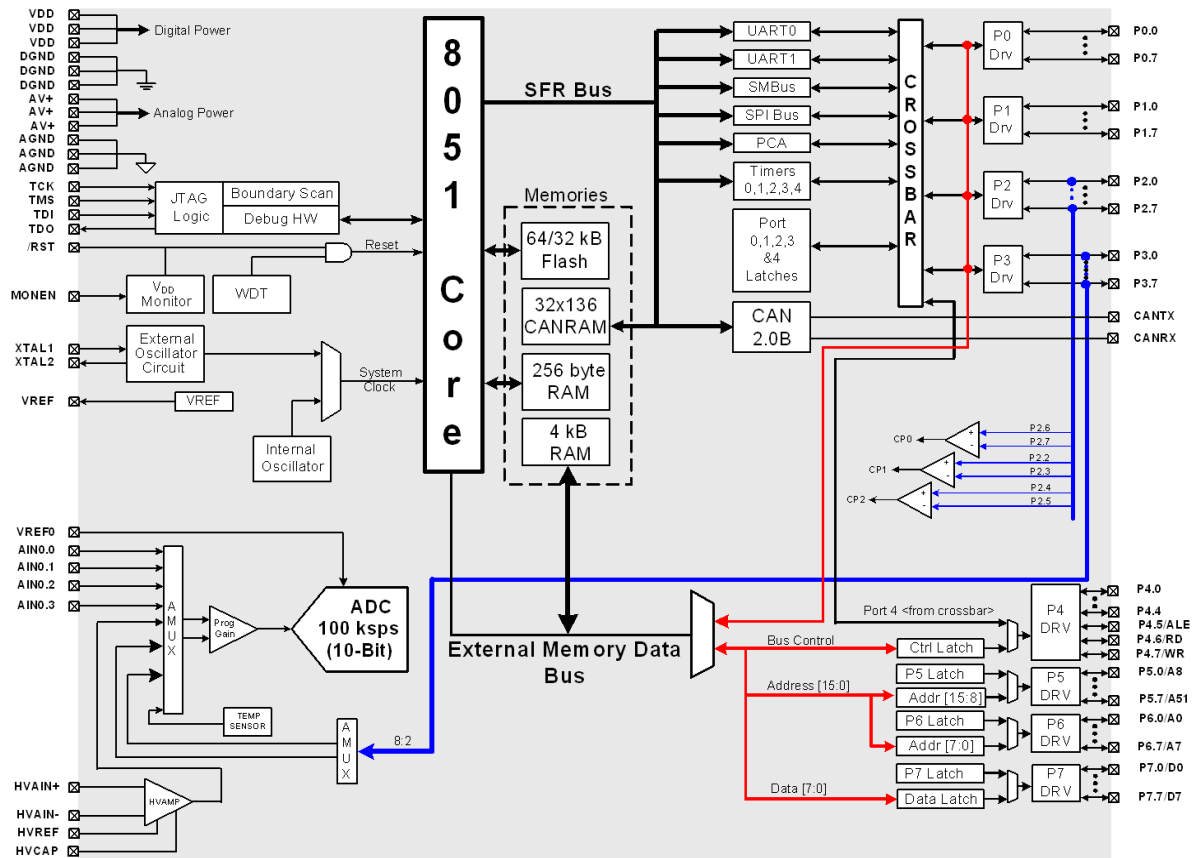 VDD
VDD
VDD
Digital Power
DGND
DGND
DGND
AV+
AV+
AV+
Analog Power
AGND
AGND
AGND
TCK
TMS
TDI
TDO
JTAG
Logic
Boundary Scan
Debug HW
/RST
Reset
MONEN
VDD
Monitor
WDT
XTAL1
XTAL2
External
Oscillator
Circuit
System
Clock
VREF
VREF
Internal
Oscillator
8051 Core
SFR Bus
Memories
64/32 kB
Flash
32x136
CANRAM
256 byte
RAM
4 kB
RAM
UART0
UART1
SMBus
SPI Bus
PCA
Timers
0,1,2,3,4
Port
0,1,2,3
&4
Latches
CAN
2.0B
CROSSBAR
P0
Drv
P1
Drv
P2
Drv
P3
Drv
P0.0
P0.7
P1.0
P1.7
P2.0
P2.7
P3.0
P3.7
CANTX
CANRX
CP0
+
-
P2.6
P2.7
CP1
+
-
P2.2
P2.3
CP2
+
-
P2.4
P2.5
VREF0
AIN0.0
AIN0.1
AIN0.2
AIN0.3
AMUX
Prog
Gain
ADC
100 ksps
(10-Bit)
TEMP
SENSOR
AMUX
8:2
HVAIN+
HVAIN-
HVREF
HVCAP
HVAMP
External Memory Data
Bus
Port 4 <from crossbar>
Bus Control
Ctrl Latch
Address [15:0]
P5 Latch
Addr [15:8]
P6 Latch
Addr [7:0]
Data [7:0]
P7 Latch
Data Latch
P4
DRV
P5
DRV
P6
DRV
P7
DRV
P4.0
P4.4
P4.5/ALE
P4.6/RD
P4.7/WR
P5.0/A8
P5.7/A51
P6.0/A0
P6.7/A7
P7.0/D0
P7.7/D7